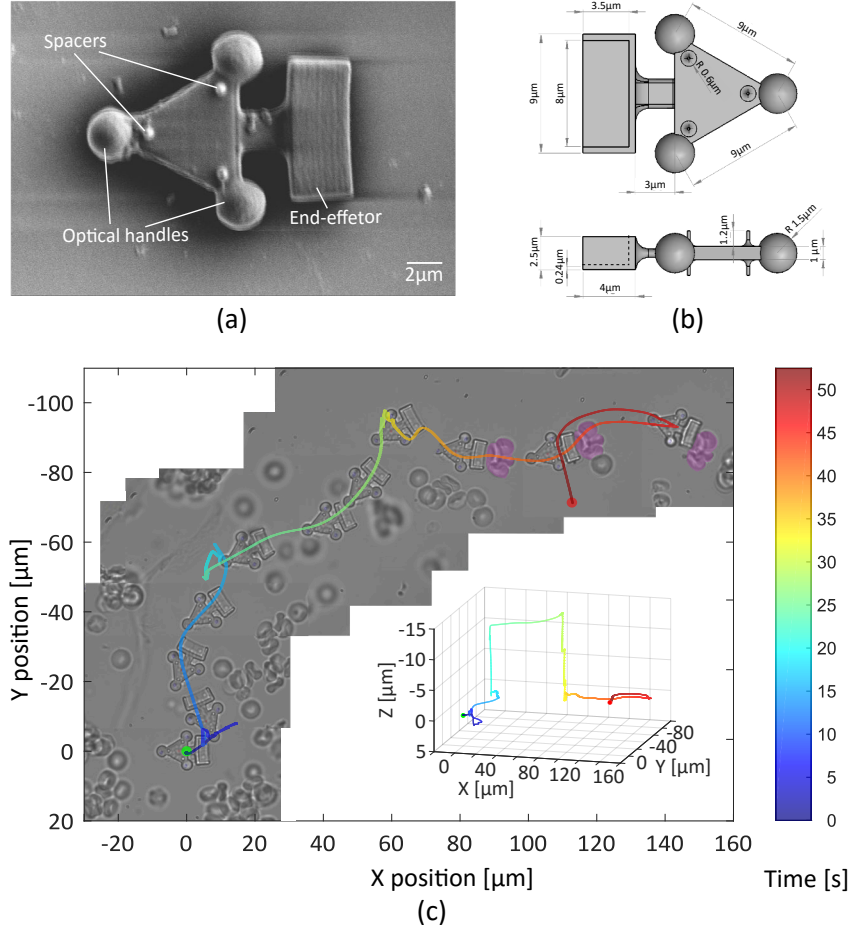 Spacers
Optical handles
End-effetor
2μm
(a)
3.5μm
9μm
8μm
R 0.6μm
9μm
9μm
3μm
2.5μm
0.24μm
4μm
1.2μm
R 1.5μm
1μm
(b)
-100
-80
-60
-40
-20
0
20
Y position [μm]
-20
0
20
40
60
80
100
120
140
160
X position [μm]
-15
-10
-5
0
5
Z [μm]
0
40
80
120
160
X [μm]
-80
-40
0
Y [μm]
50
45
40
35
30
25
20
15
10
5
0
Time [s]
(c)